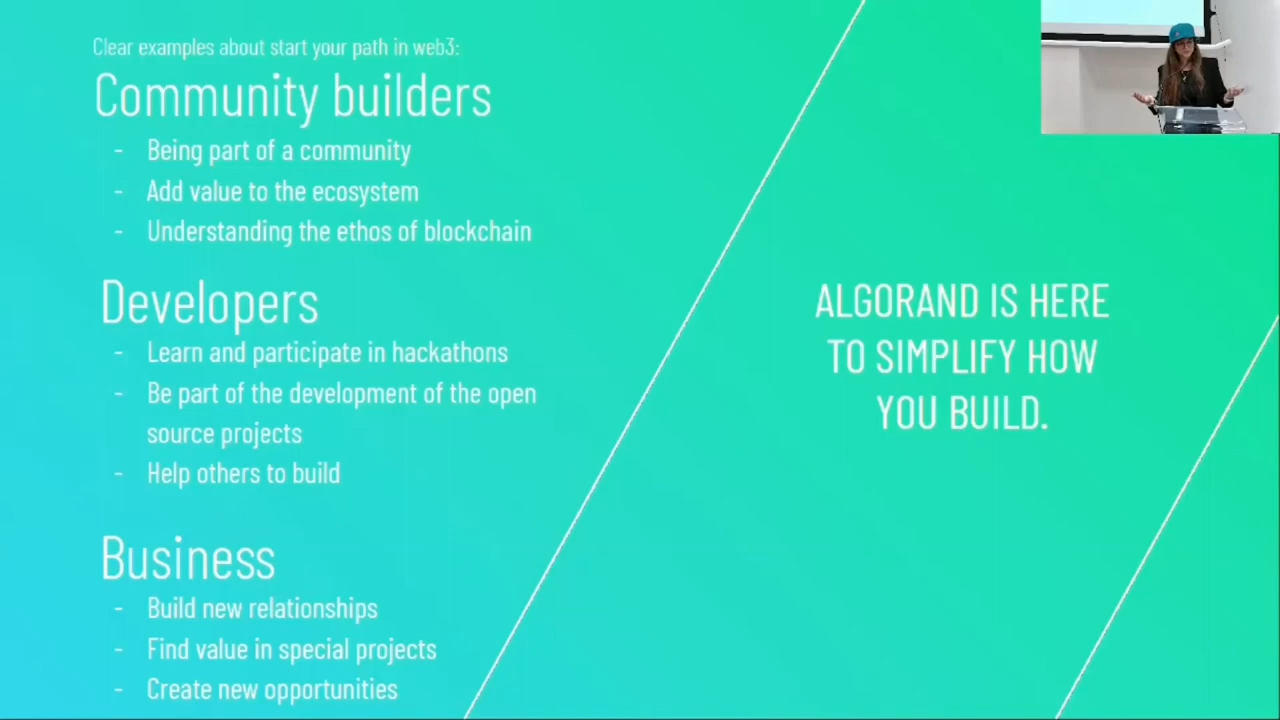 Clear examples about start your path in web3:
Community builders
- Being part of a community
- Add value to the ecosystem
- Understanding the ethos of blockchain
Developers
- Learn and participate in hackathons
- Be part of the development of the open
source projects
- Help others to build
Business
- Build new relationships
- Find value in special projects
- Create new opportunities
ALGORAND IS HERE
TO SIMPLIFY HOW
YOU BUILD.